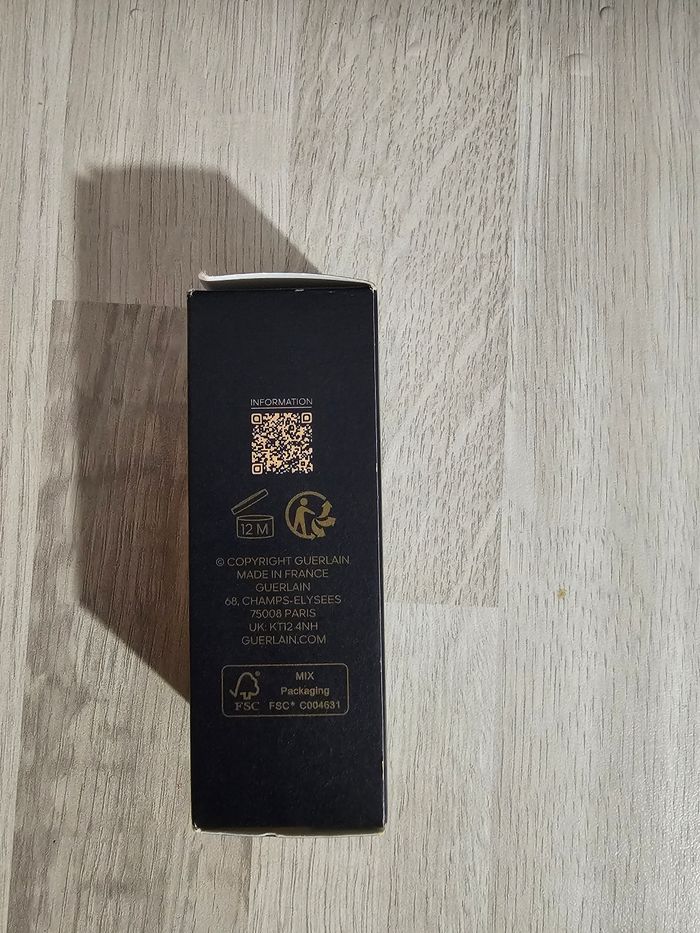 INFORMATION
12 M
© COPYRIGHT GUERLAIN
MADE IN FRANCE
GUERLAIN
68, CHAMPS-ELYSEES
75008 PARIS
UK: KT12 4NH
GUERLAIN.COM
MIX
Packaging
FSC® C004631
FSC